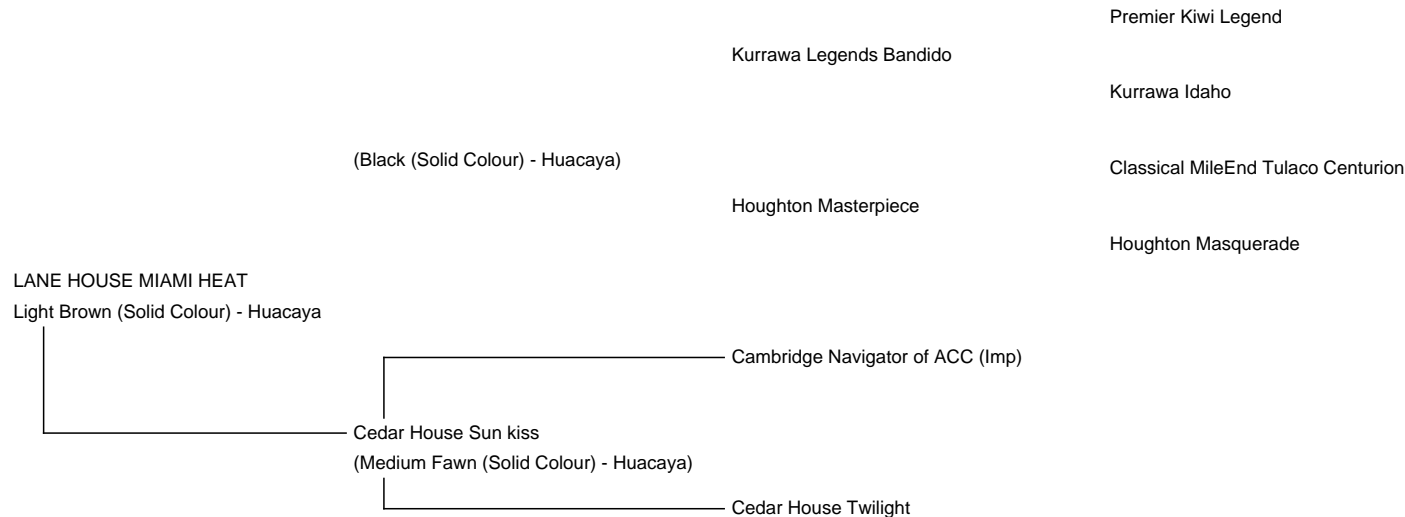 Premier Kiwi Legend
Kurrawa Legends Bandido
Kurrawa Idaho
(Black (Solid Colour) - Huacaya)
Classical MileEnd Tulaco Centurion
Houghton Masterpiece
Houghton Masquerade
LANE HOUSE MIAMI HEAT
Light Brown (Solid Colour) - Huacaya
Cambridge Navigator of ACC (Imp)
Cedar House Sun kiss
(Medium Fawn (Solid Colour) - Huacaya)
Cedar House Twilight